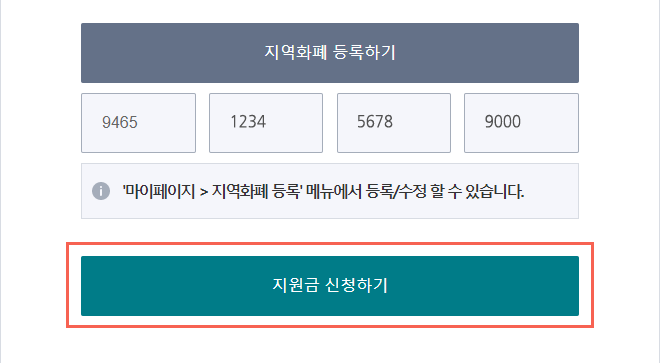 지역화폐 등록하기
9465 1234 5678 9000
'마이페이지 > 지역화폐 등록' 메뉴에서 등록/수정 할 수 있습니다.
지원금 신청하기